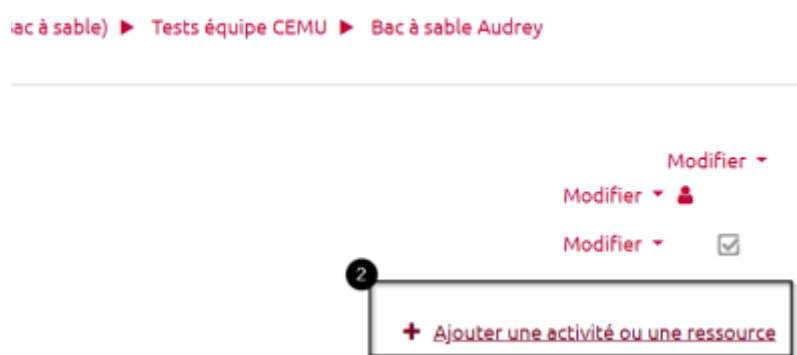 ac à sable) ▶ Tests équipe CEMU ▶ Bac à sable Audrey
Modifier
Modifier
Modifier
2
+ Ajouter une activité ou une ressource